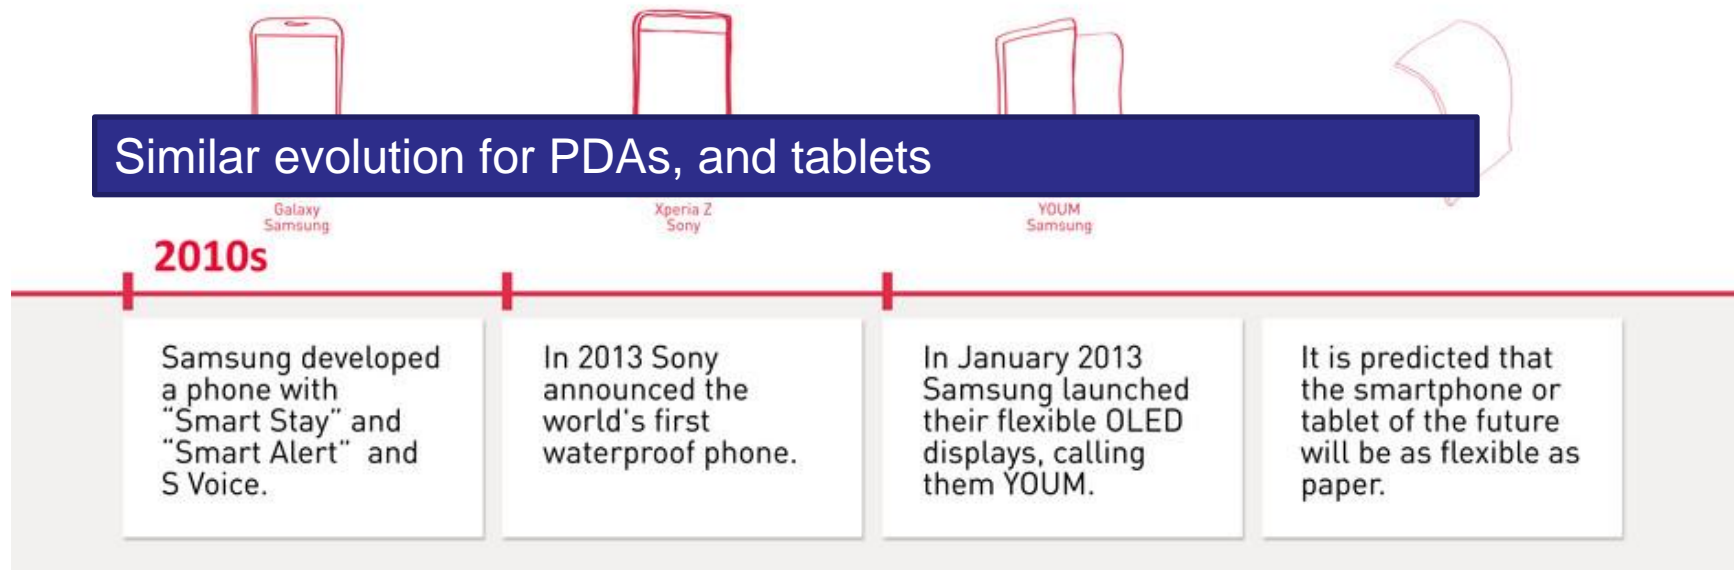 Similar evolution for PDAs, and tablets
Galaxy
Samsung
Xperia Z
Sony
YOUM
Samsung
2010s
Samsung developed
a phone with
“Smart Stay” and
“Smart Alert”  and
S Voice.
In 2013 Sony
announced the
world's first
waterproof phone.
In January 2013
Samsung launched
their flexible OLED
displays, calling
them YOUM.
It is predicted that
the smartphone or
tablet of the future
will be as flexible as
paper.